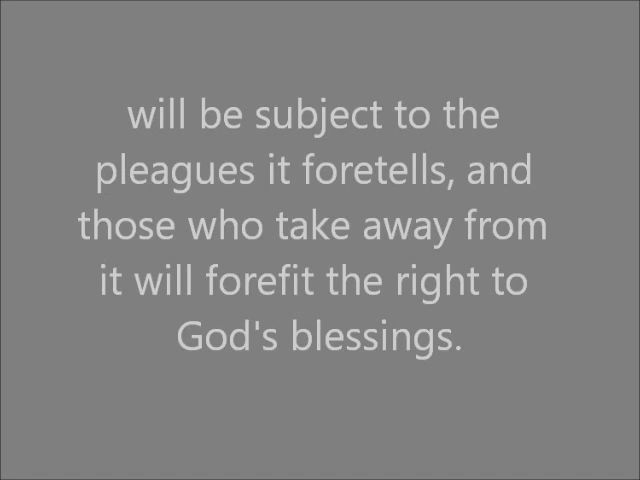 will be subject to the
pleagues it foretells, and
those who take away from
it will forefit the right to
God's blessings.